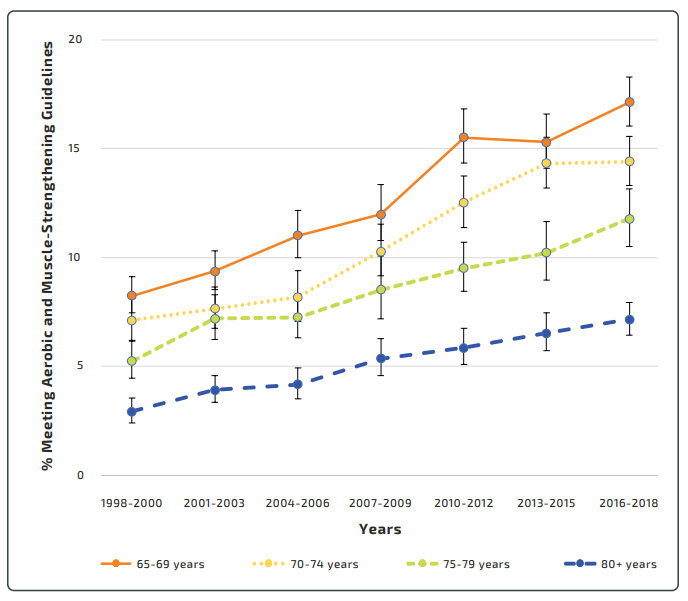 % Meeting Aerobic and Muscle-Strengthening Guidelines
20
15
10
5
0
1998-2000 2001-2003 2004-2006 2007-2009 2010-2012 2013-2015 2016-2018
Years
65-69 years 70-74 years 75-79 years 80+ years